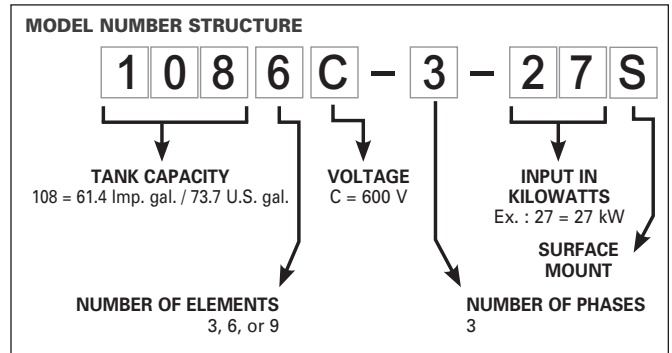 MODEL NUMBER STRUCTURE
1 0 8 6 C - 3 - 2 7 S
TANK CAPACITY
108 = 61.4 Imp. gal. / 73.7 U.S. gal.
VOLTAGE
C = 600 V
INPUT IN
KILOWATTS
Ex. : 27 = 27 kW
SURFACE
MOUNT
NUMBER OF ELEMENTS
3, 6, or 9
NUMBER OF PHASES
3